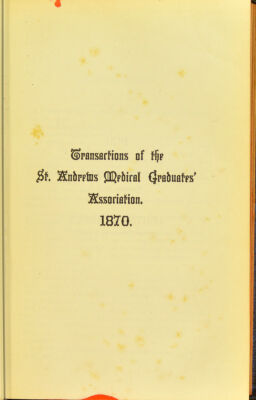 Transactions of the
St. Andrews Medical Graduates'
Association.
1870.